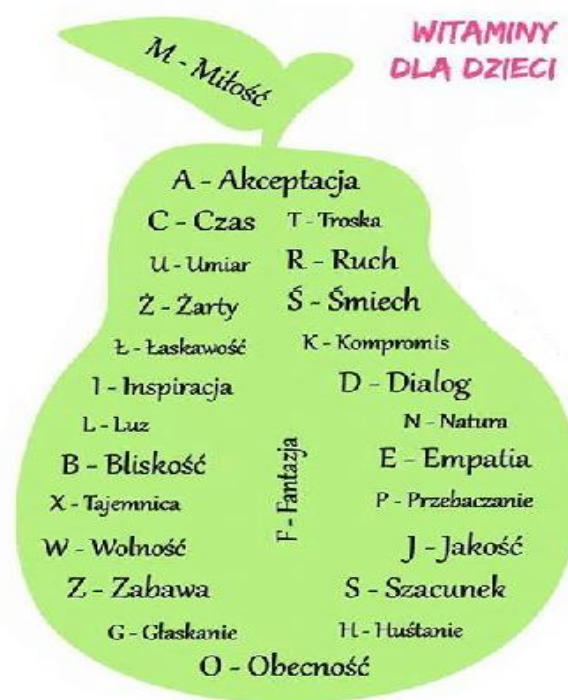 WITAMINY
DLA DZIECI
M - Miłość
A - Akceptacja
C - Czas
T - Troska
U - Umiar
R - Ruch
Ż - Żarty
Ś - Śmiech
Ł - Łaskawość
K - Kompromis
I - Inspiracja
D - Dialog
L - Luz
N - Natura
B - Bliskość
F - Fantazja
E - Empatia
X - Tajemnica
P - Przebaczanie
W - Wolność
J - Jakość
Z - Zabawa
S - Szacunek
G - Głaskanie
H - Huśtanie
O - Obecność